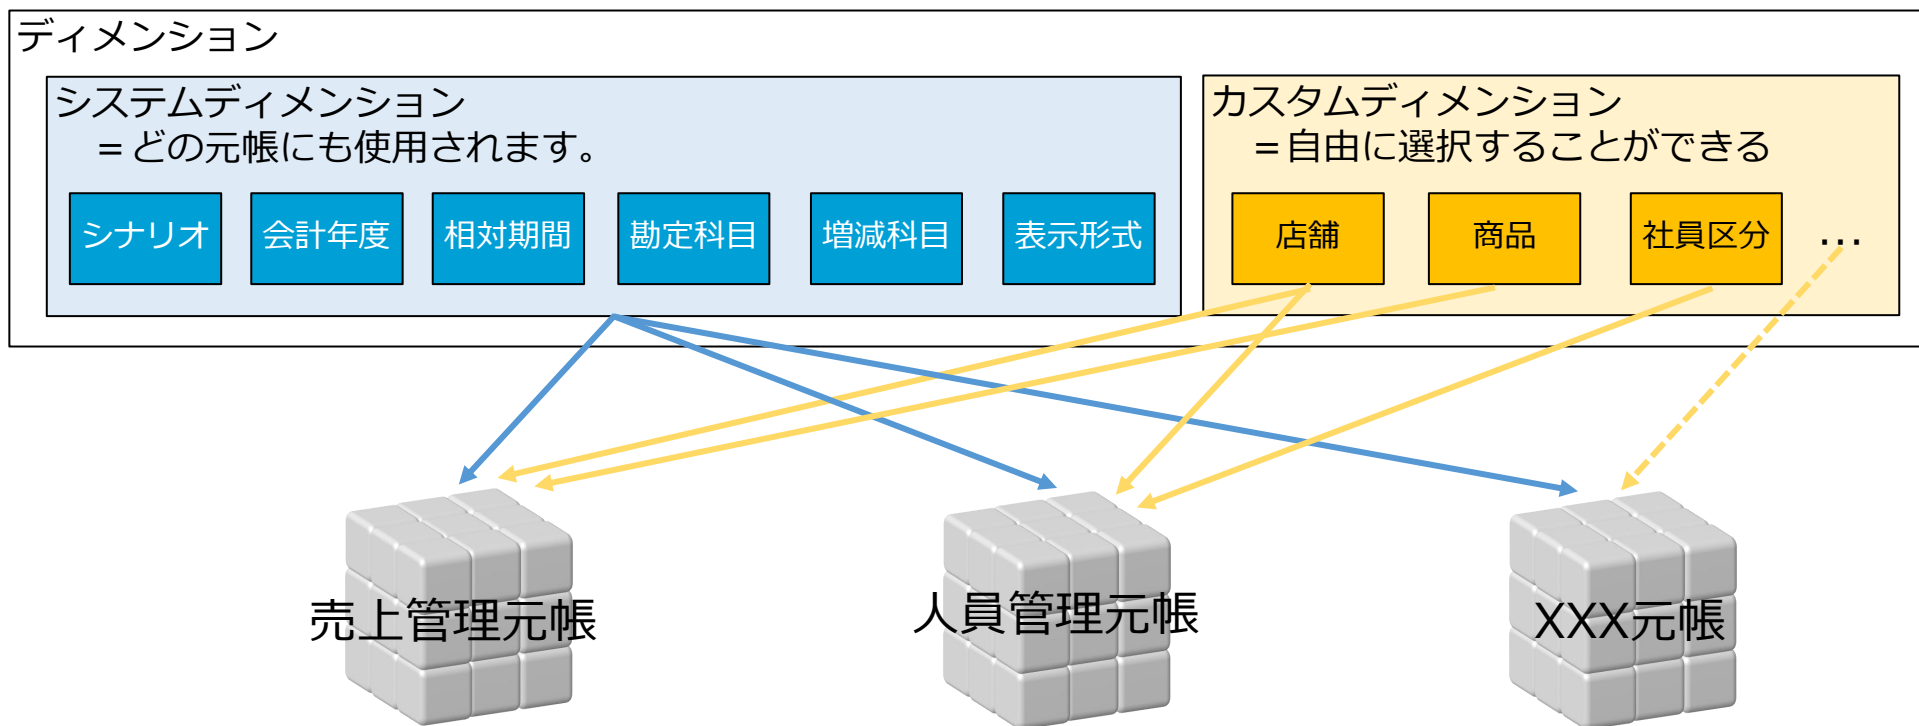 ディメンション
システムディメンション
＝どの元帳にも使用されます。
シナリオ
会計年度
相対期間
勘定科目
増減科目
表示形式
カスタムディメンション
＝自由に選択することができる
店舗
商品
社員区分
…
売上管理元帳
人員管理元帳
XXX元帳